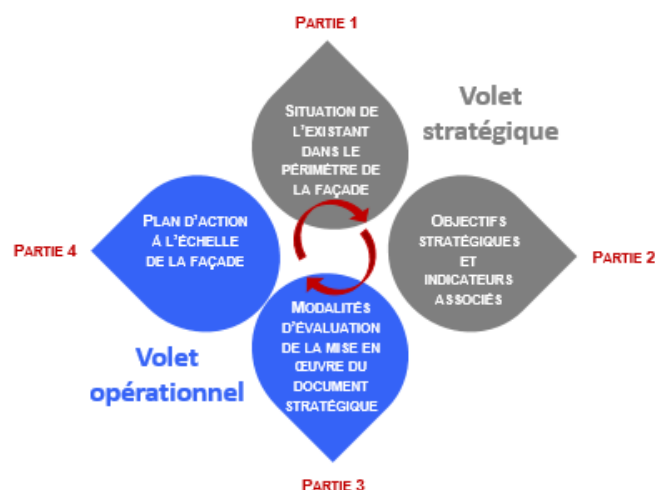 PARTIE 1
SITUATION DE
L'EXISTANT
DANS LE
PÉRIMÈTRE DE
LA FAÇADE
Volet
stratégique
PLAN D'ACTION
À L'ÉCHELLE
DE LA FAÇADE
PARTIE 4
OBJECTIFS
STRATÉGIQUES
ET
INDICATEURS
ASSOCIÉS
PARTIE 2
MODALITÉS
D'ÉVALUATION
DE LA MISE EN
ŒUVRE DU
DOCUMENT
STRATÉGIQUE
Volet
opérationnel
PARTIE 3